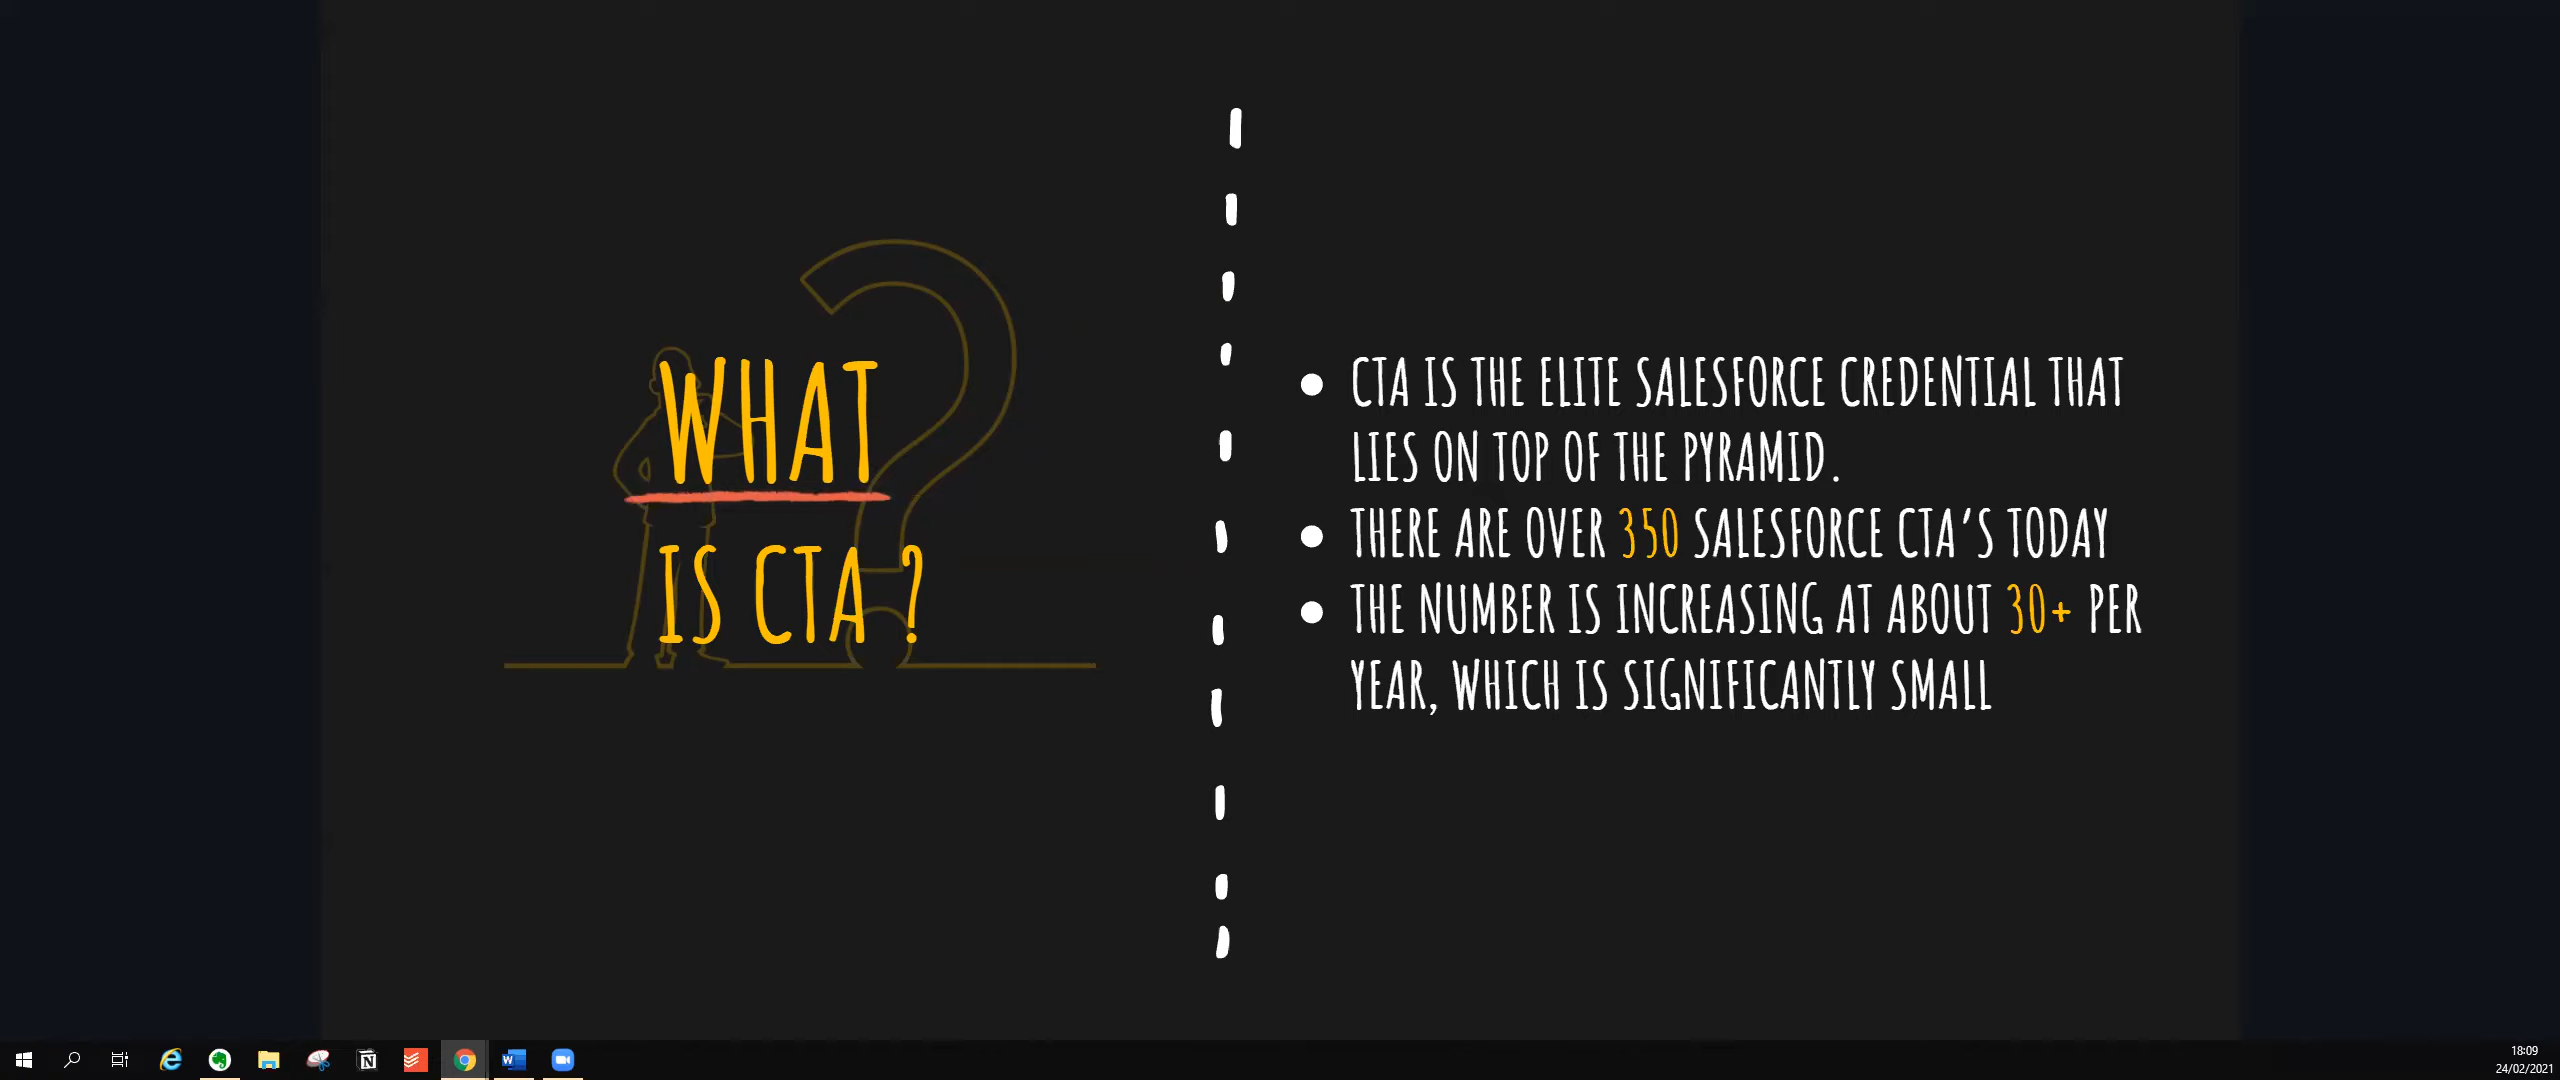 WHAT
IS CTA ?
● CTA IS THE ELITE SALESFORCE CREDENTIAL THAT
LIES ON TOP OF THE PYRAMID.
● THERE ARE OVER 350 SALESFORCE CTA'S TODAY
● THE NUMBER IS INCREASING AT ABOUT 30+ PER
YEAR, WHICH IS SIGNIFICANTLY SMALL
18:09
24/02/2021